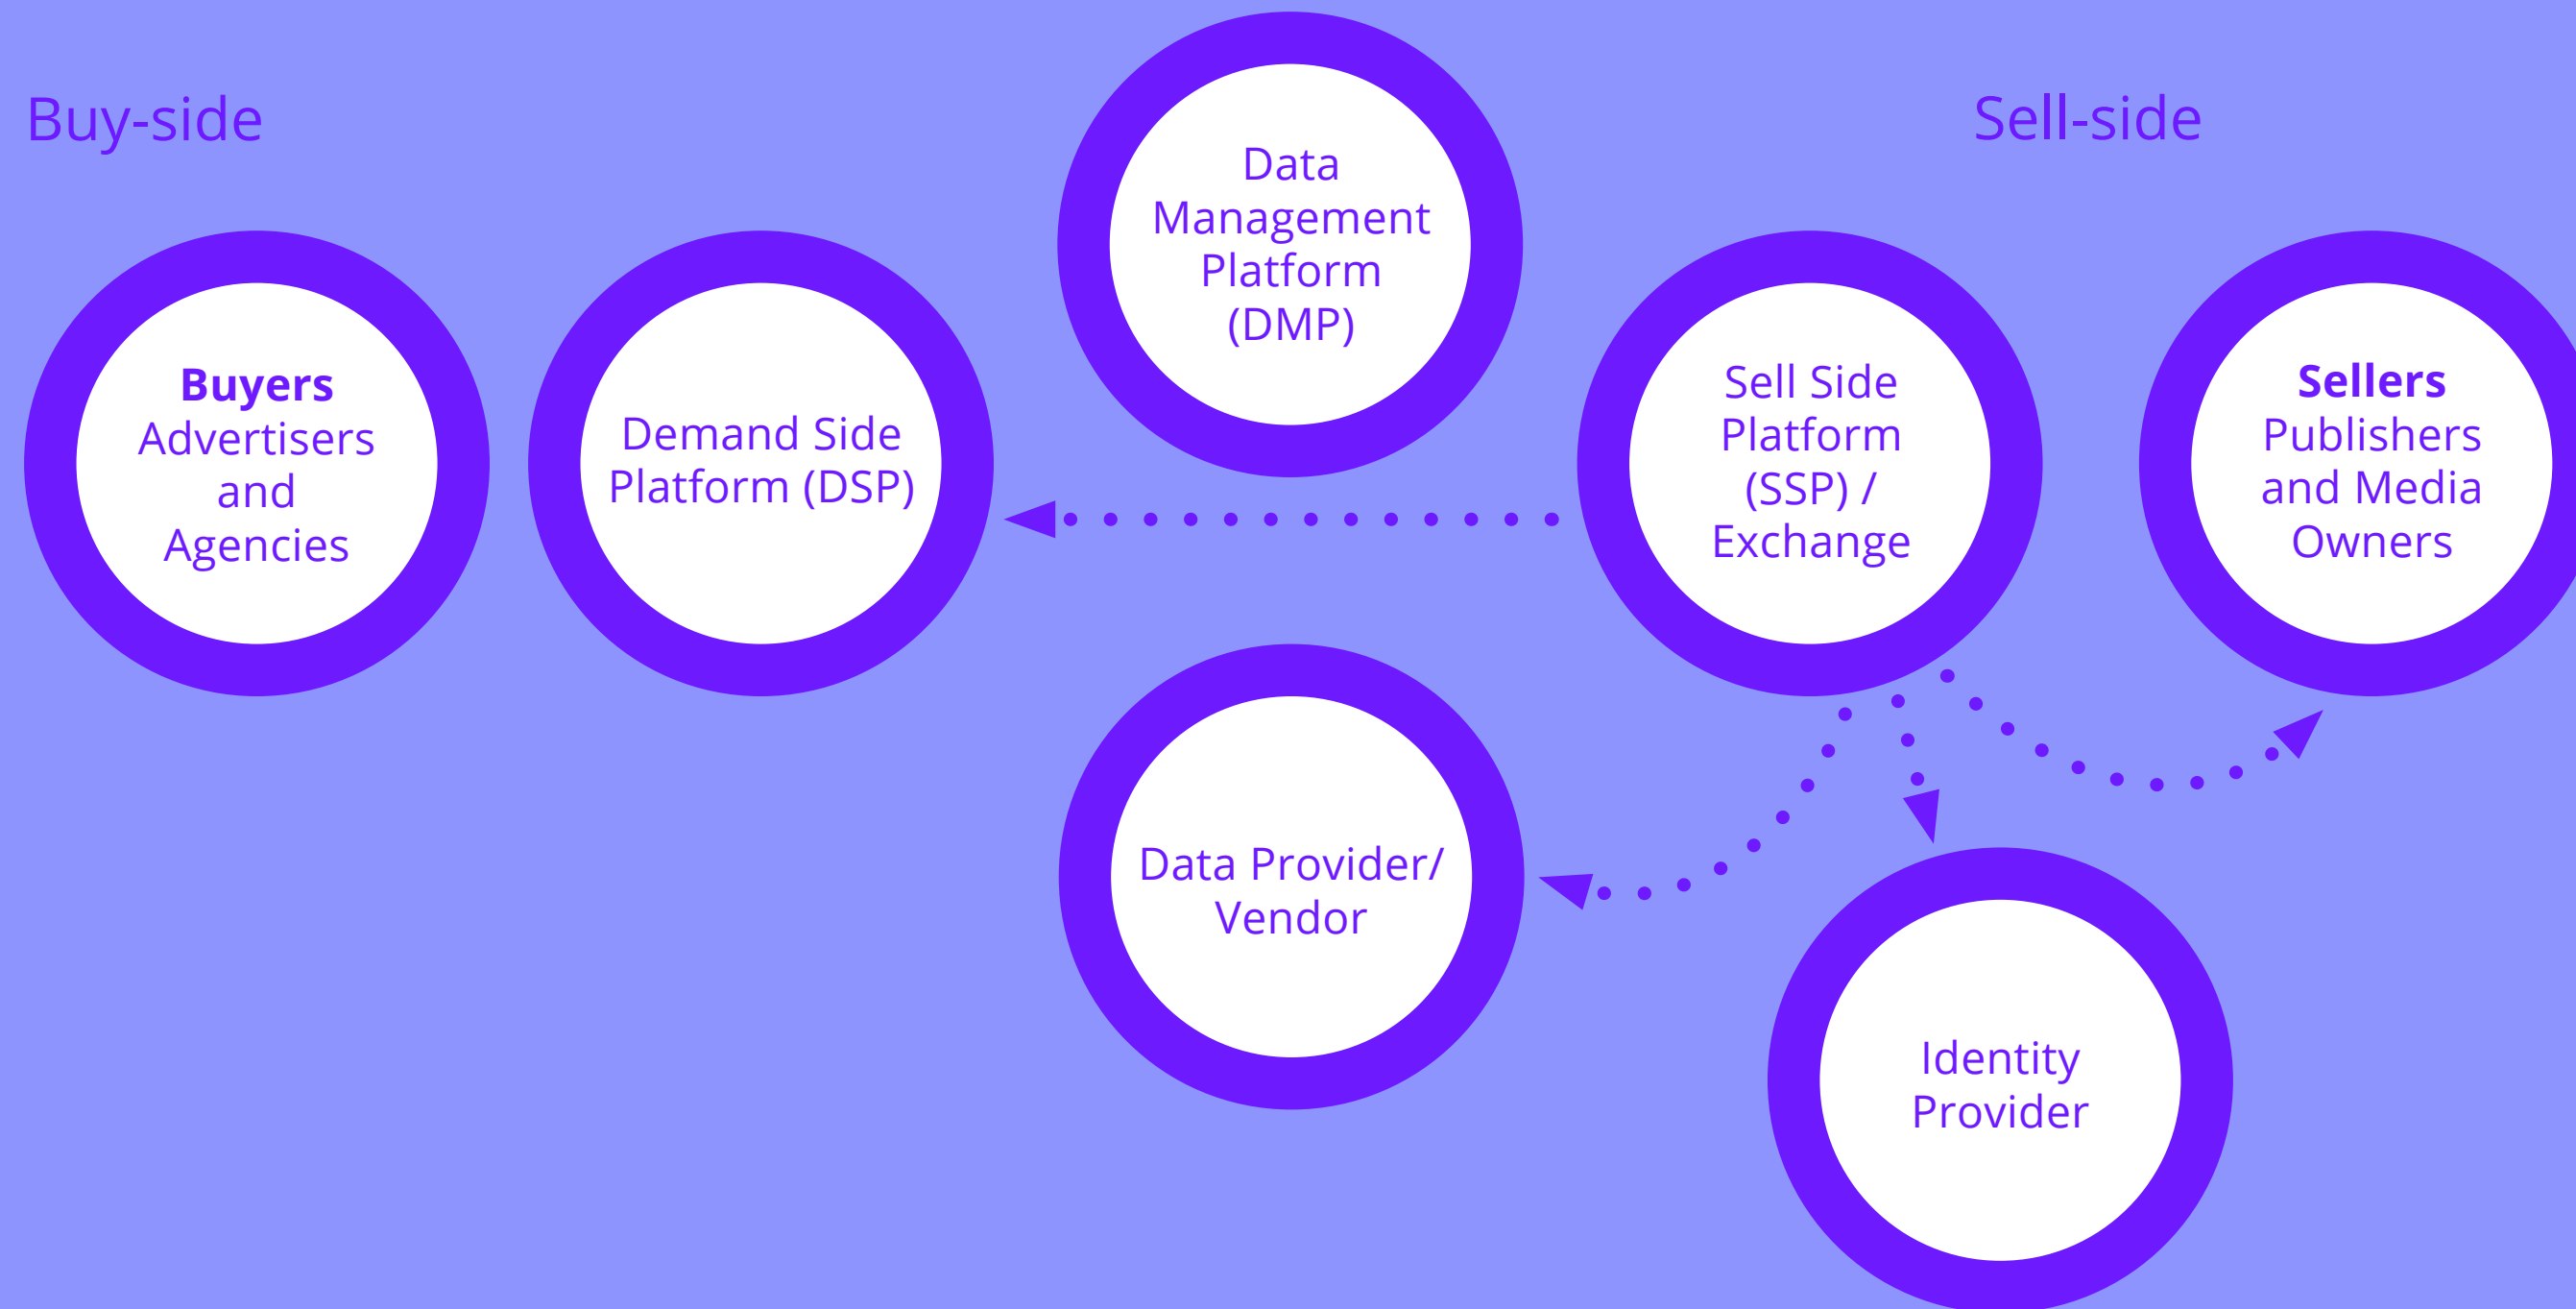 Buy-side
Sell-side
Data
Management
Platform
(DMP)
Buyers
Advertisers
and
Agencies
Demand Side
Platform (DSP)
Sell Side
Platform
(SSP) /
Exchange
Sellers
Publishers
and Media
Owners
Data Provider/
Vendor
Identity
Provider